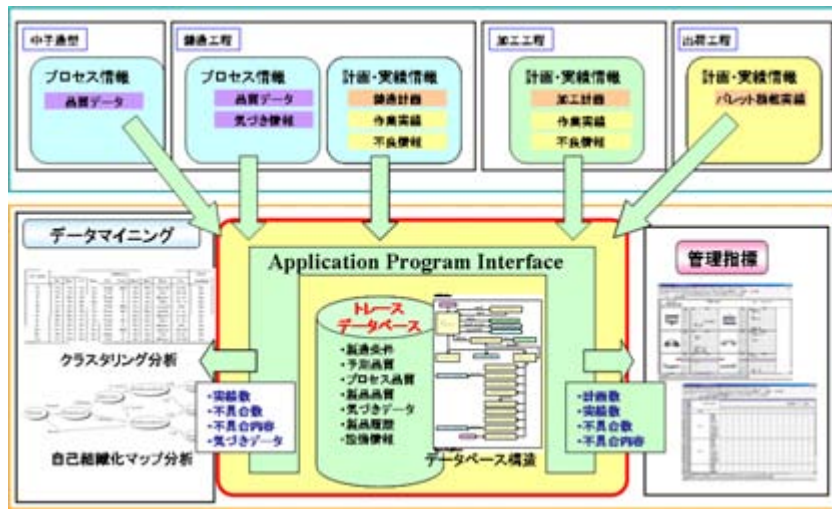 中子造型
プロセス情報
品質データ
鋳造工程
プロセス情報
品質データ
気づき情報
計画・実績情報
鋳造計画
作業実績
不良情報
加工工程
計画・実績情報
加工計画
作業実績
不良情報
出荷工程
計画・実績情報
パレット積載実績
データマイニング
クラスタリング分析
自己組織化マップ分析
Application Program Interface
トレース
データベース
・製造条件
・予測品質
・プロセス品質
・製品品質
・気づきデータ
・製品履歴
・設備情報
データベース構造
・実績数
・不具合数
・不具合内容
・気づきデータ
・計画数
・実績数
・不具合数
・不具合内容
管理指標